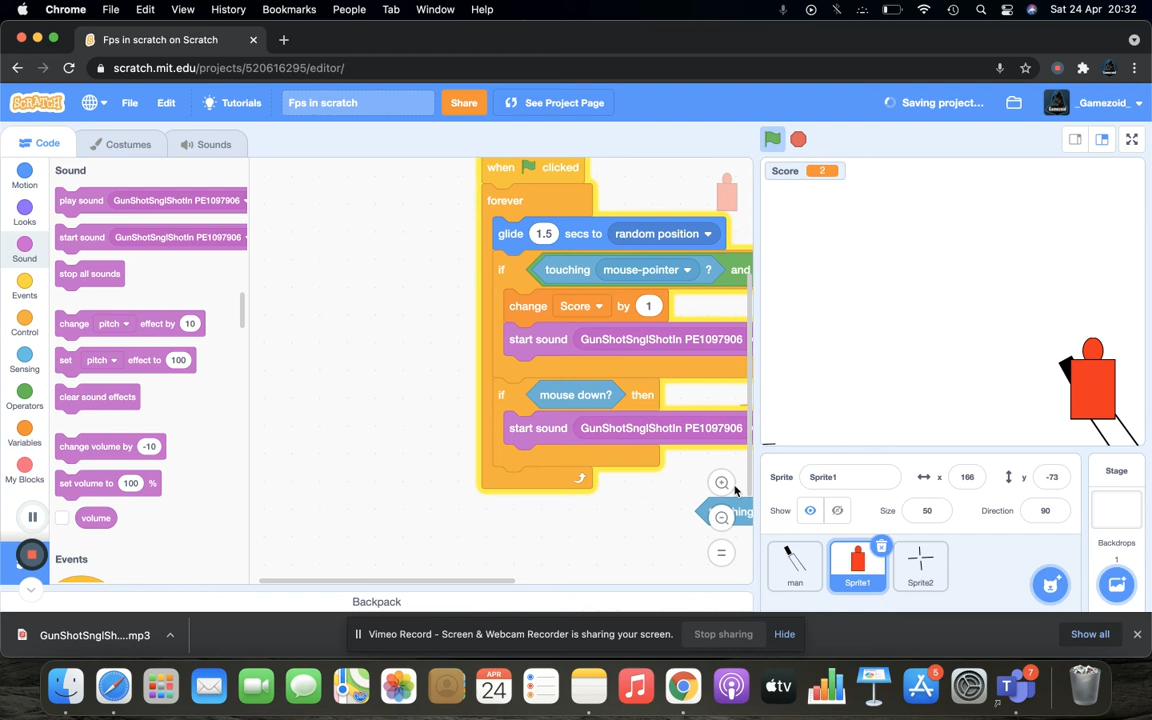 Chrome File Edit View History Bookmarks People Tab Window Help Sat 24 Apr 20:32
Fps in scratch on Scratch
scratch.mit.edu/projects/520616295/editor/
SCRATCH File Edit Tutorials Fps in scratch Share See Project Page Saving project... _Gamezoid_
Code Costumes Sounds
Motion
Looks
Sound
Events
Control
Sensing
Operators
Variables
My Blocks
Sound
play sound GunShotSnglShotIn PE1097906
start sound GunShotSnglShotIn PE1097906
stop all sounds
change pitch effect by 10
set pitch effect to 100
clear sound effects
change volume by -10
set volume to 100 %
volume
Events
when clicked
forever
glide 1.5 secs to random position
if touching mouse-pointer ? and
change Score by 1
start sound GunShotSnglShotIn PE1097906
if mouse down? then
start sound GunShotSnglShotIn PE1097906
Score 2
Sprite Sprite1 x 166 y -73
Show Size 50 Direction 90
man Sprite1 Sprite2
Stage
Backdrops
1
Backpack
GunShotSnglSh....mp3
Vimeo Record - Screen & Webcam Recorder is sharing your screen. Stop sharing Hide
Show all
APR
24
tv
5
7